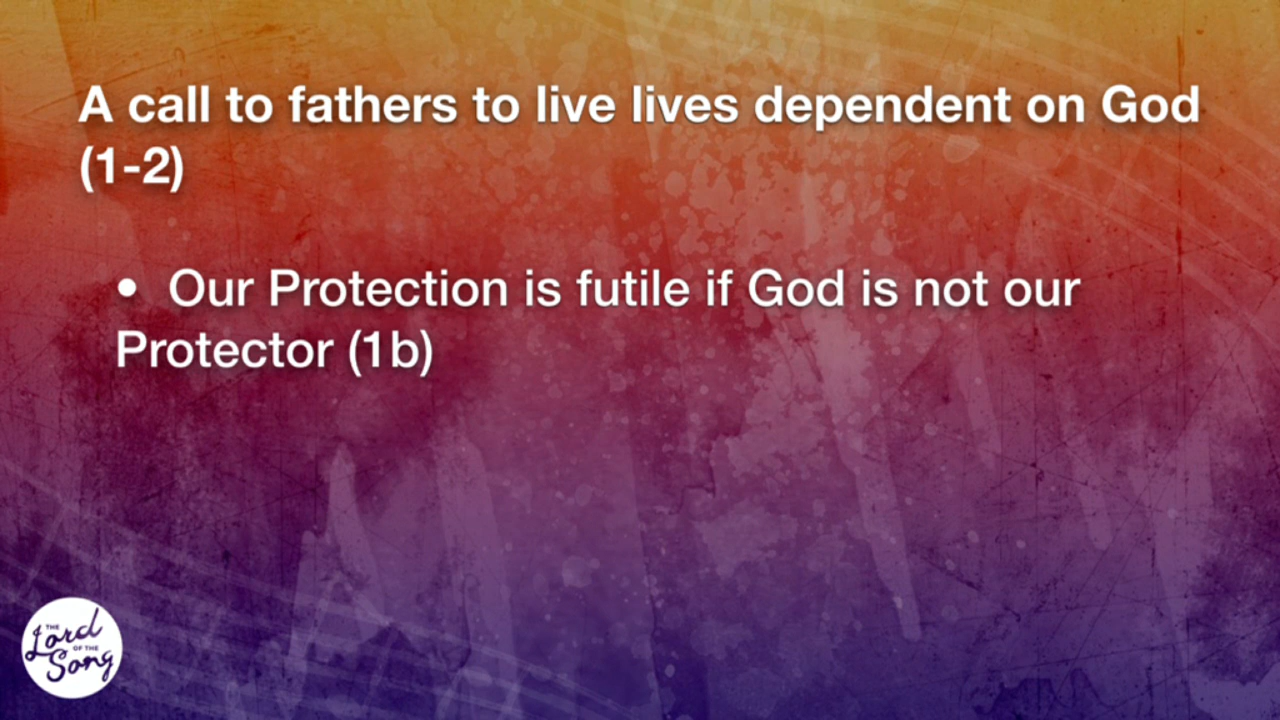 A call to fathers to live lives dependent on God
(1-2)
• Our Protection is futile if God is not our
Protector (1b)
THE
Lord
OF THE
Song